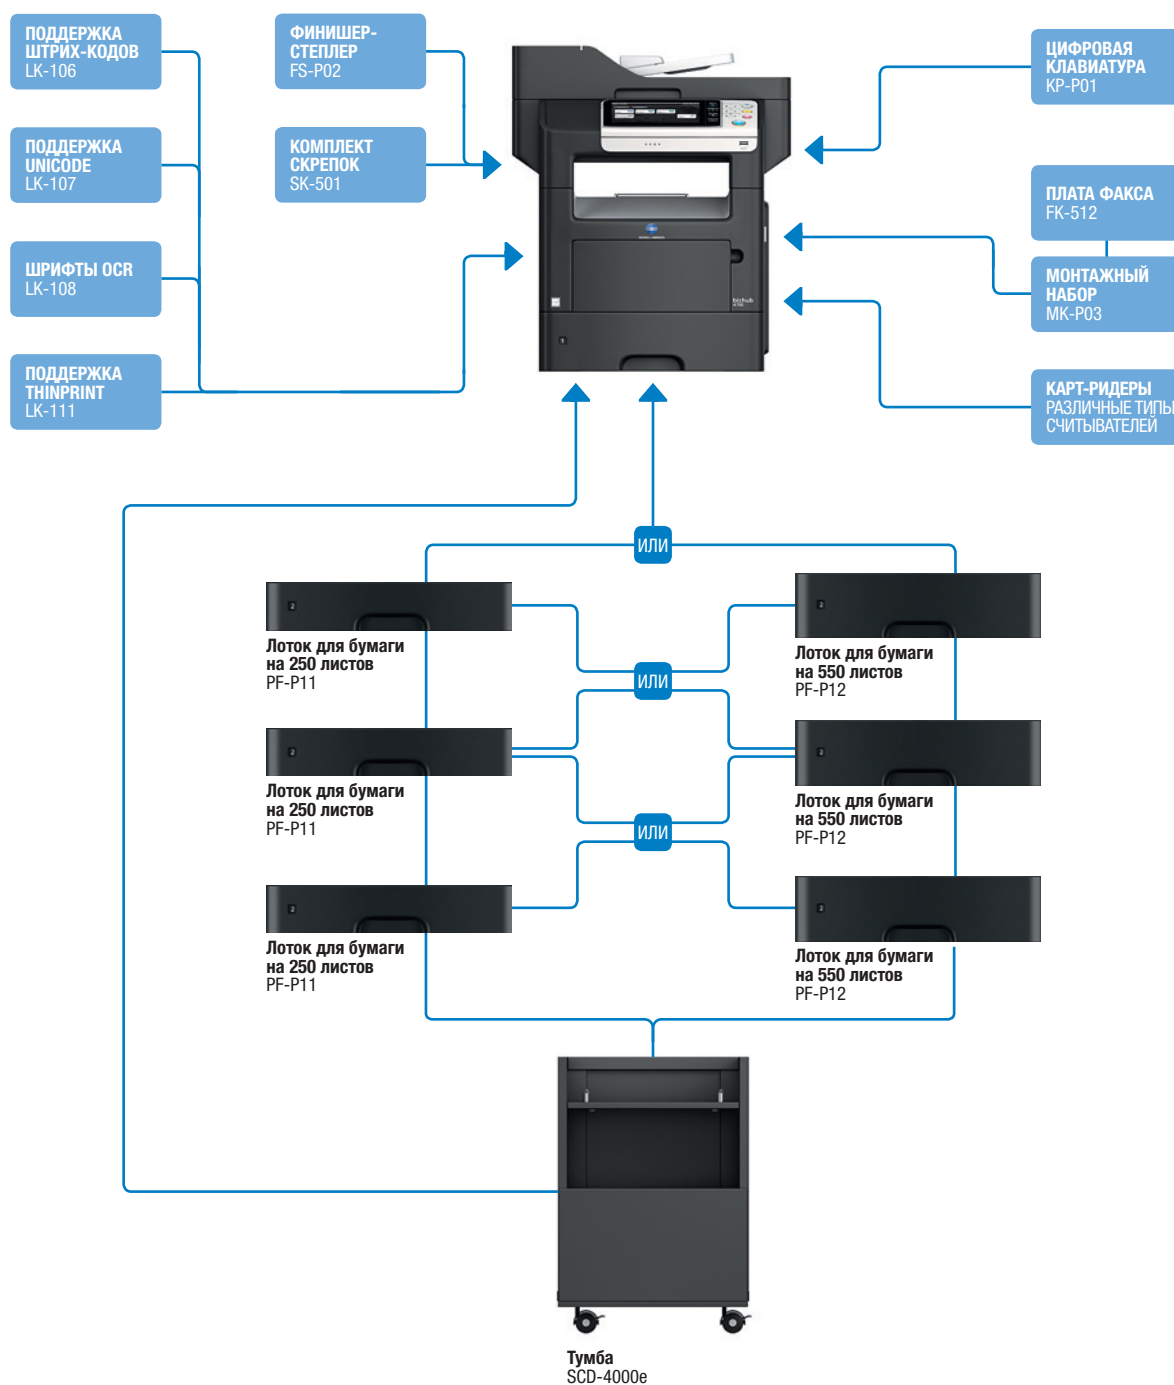 ПОДДЕРЖКА
ШТРИХ-КОДОВ
LK-106
ФИНИШЕР-
СТЕПЛЕР
FS-P02
ЦИФРОВАЯ
КЛАВИАТУРА
KP-P01
ПОДДЕРЖКА
UNICODE
LK-107
КОМПЛЕКТ
СКРЕПОК
SK-501
ПЛАТА ФАКСА
FK-512
ШРИФТЫ OCR
LK-108
МОНТАЖНЫЙ
НАБОР
MK-P03
bizhub
ПОДДЕРЖКА
THINPRINT
LK-111
КАРТ-РИДЕРЫ
РАЗЛИЧНЫЕ ТИПЫ
СЧИТЫВАТЕЛЕЙ
ИЛИ
Лоток для бумаги
на 250 листов
PF-P11
Лоток для бумаги
на 550 листов
PF-P12
ИЛИ
Лоток для бумаги
на 250 листов
PF-P11
Лоток для бумаги
на 550 листов
PF-P12
ИЛИ
Лоток для бумаги
на 250 листов
PF-P11
Лоток для бумаги
на 550 листов
PF-P12
Тумба
SCD-4000e